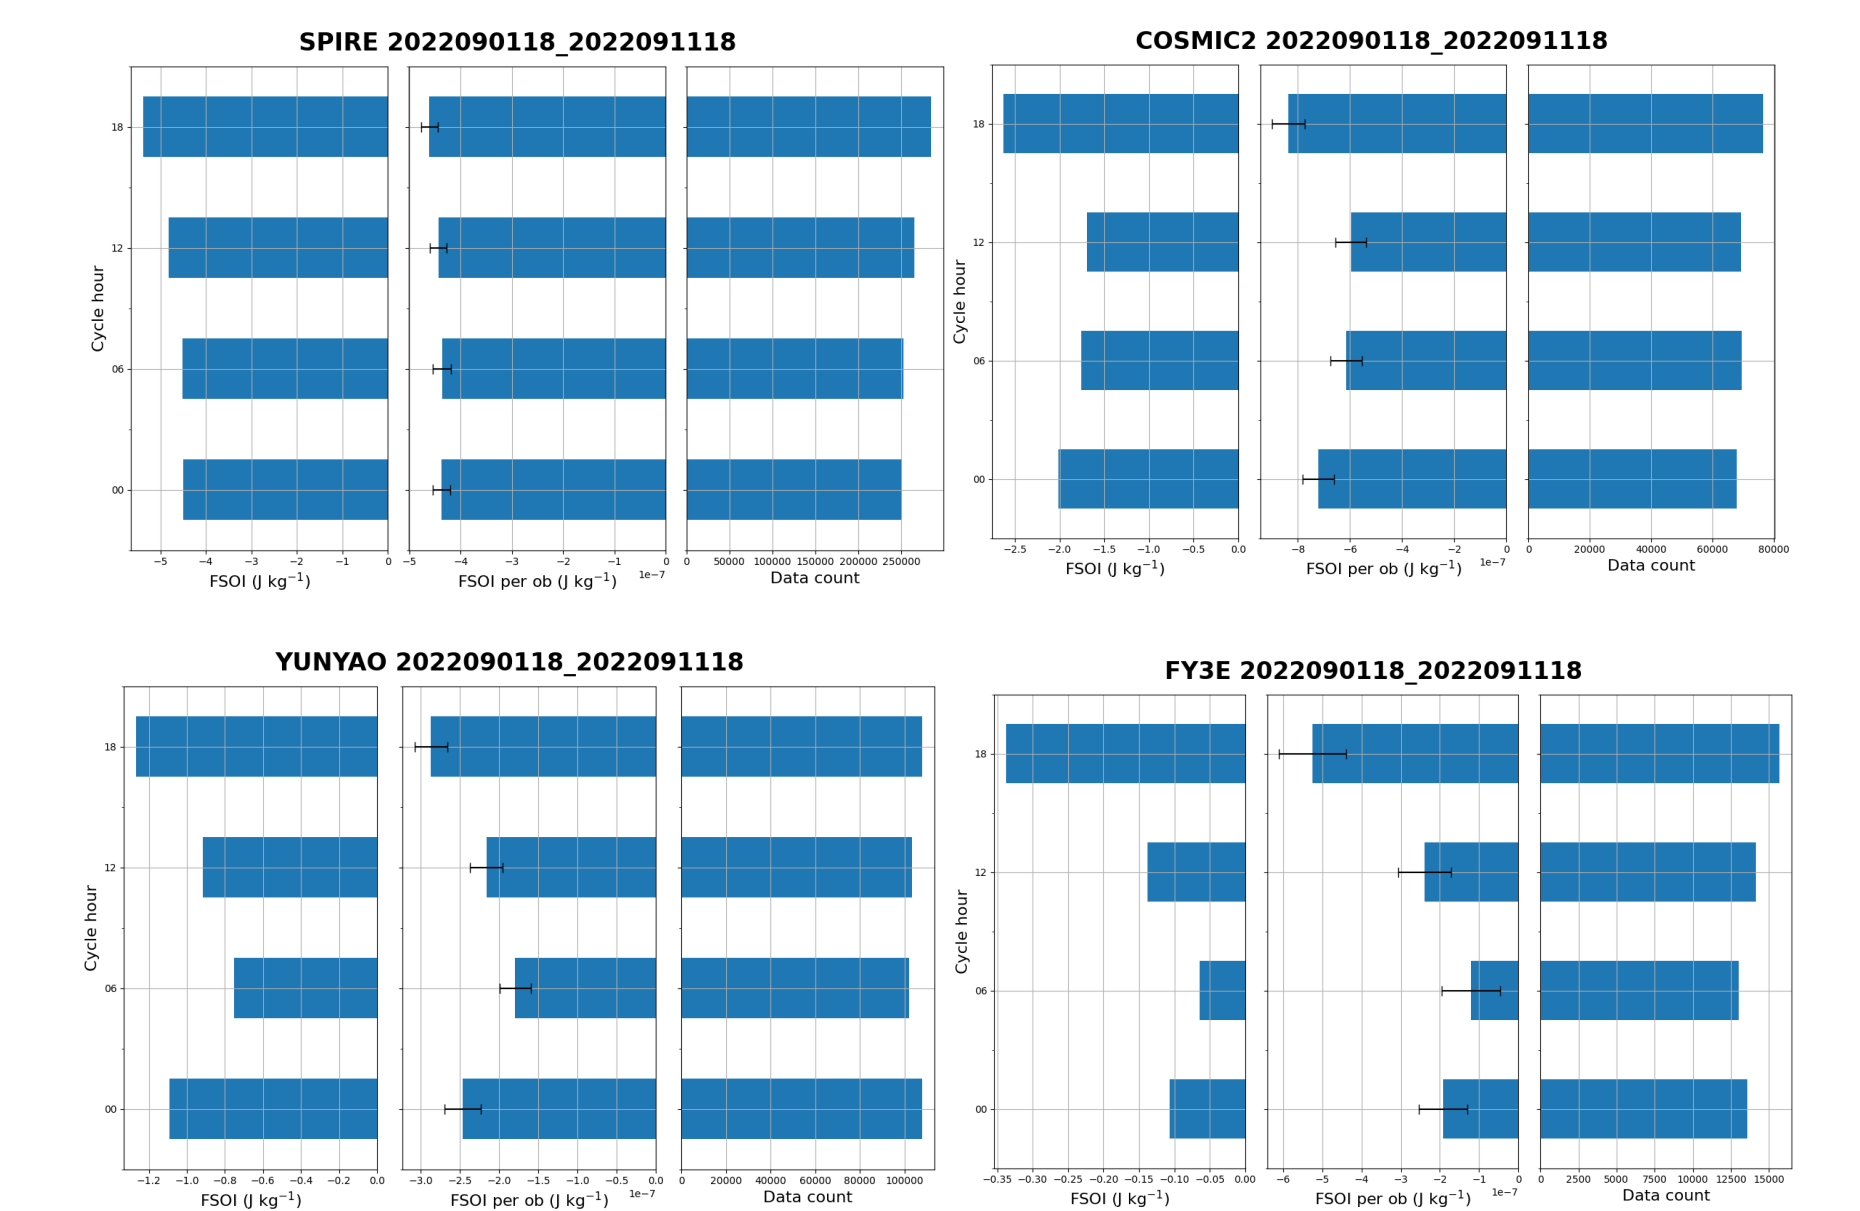 SPIRE 2022090118_2022091118
Cycle hour
18
12
06
00
−5 −4 −3 −2 −1 0
FSOI (J kg⁻¹)
−5 −4 −3 −2 −1 0
1e−7
FSOI per ob (J kg⁻¹)
0 50000 100000 150000 200000 250000
Data count
COSMIC2 2022090118_2022091118
Cycle hour
18
12
06
00
−2.5 −2.0 −1.5 −1.0 −0.5 0.0
FSOI (J kg⁻¹)
−8 −6 −4 −2 0
1e−7
FSOI per ob (J kg⁻¹)
0 20000 40000 60000 80000
Data count
YUNYAO 2022090118_2022091118
Cycle hour
18
12
06
00
−1.2 −1.0 −0.8 −0.6 −0.4 −0.2 0.0
FSOI (J kg⁻¹)
−3.0 −2.5 −2.0 −1.5 −1.0 −0.5 0.0
1e−7
FSOI per ob (J kg⁻¹)
0 20000 40000 60000 80000 100000
Data count
FY3E 2022090118_2022091118
Cycle hour
18
12
06
00
−0.35 −0.30 −0.25 −0.20 −0.15 −0.10 −0.05 0.00
FSOI (J kg⁻¹)
−6 −5 −4 −3 −2 −1 0
1e−7
FSOI per ob (J kg⁻¹)
0 2500 5000 7500 10000 12500 15000
Data count